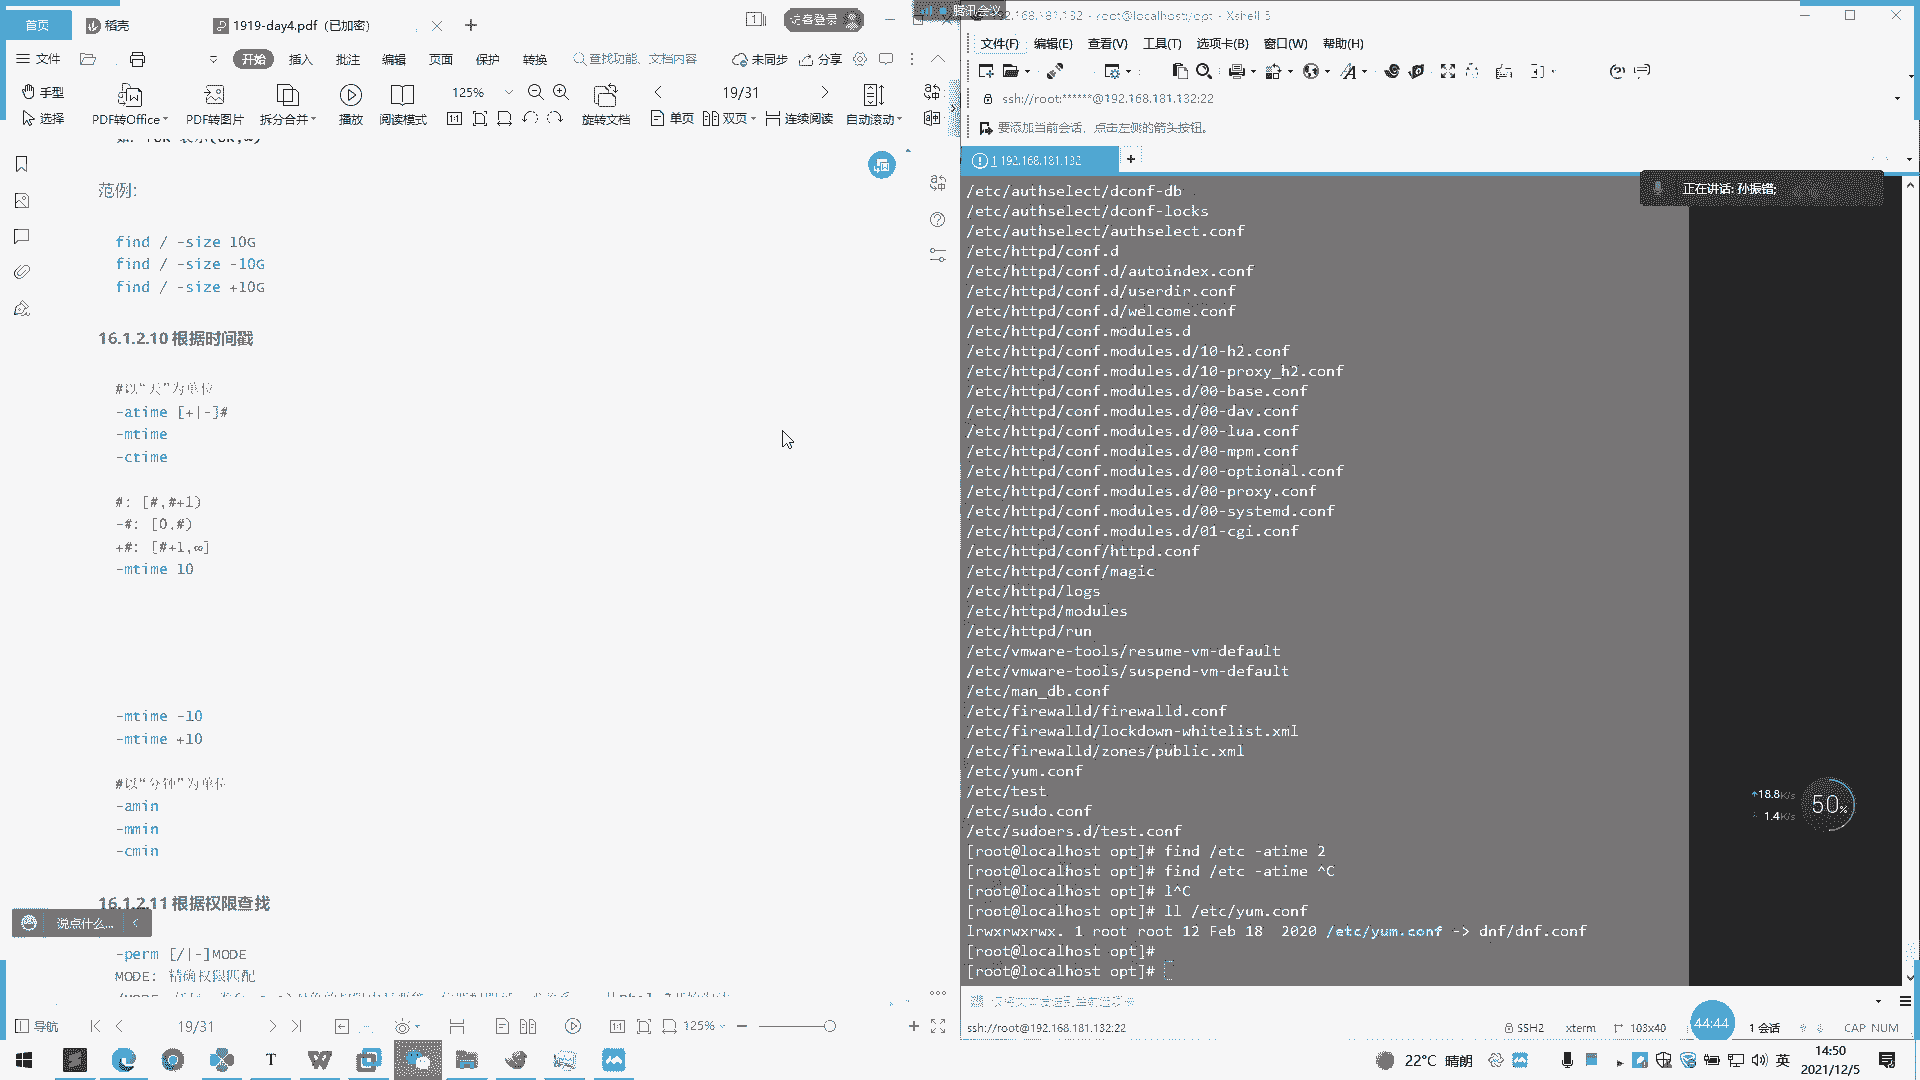 首页
稻壳
1919-day4.pdf（已加密）
访客登录
文件
开始
插入
批注
编辑
页面
保护
转换
查找功能、文档内容
未同步
分享
手型
选择
PDF转Office
PDF转图片
拆分合并
播放
阅读模式
125%
旋转文档
19/31
单页
双页
连续阅读
自动滚动
范例：
find / -size 10G
find / -size -10G
find / -size +10G
16.1.2.10 根据时间戳
#以“天”为单位
-atime [+|-]#
-mtime
-ctime
#: [#,#+1)
-#: [0,#)
+#: [#+1,∞]
-mtime 10
-mtime -10
-mtime +10
#以“分钟”为单位
-amin
-mmin
-cmin
16.1.2.11 根据权限查找
说点什么...
-perm [/|-]MODE
MODE: 精确权限匹配
导航
19/31
125%
腾讯会议
192.168.181.132 - root@localhost:/opt - Xshell 5
文件(F)
编辑(E)
查看(V)
工具(T)
选项卡(B)
窗口(W)
帮助(H)
ssh://root:******@192.168.181.132:22
要添加当前会话，点击左侧的箭头按钮。
1 192.168.181.132
正在讲话: 孙振锴;
/etc/authselect/dconf-db
/etc/authselect/dconf-locks
/etc/authselect/authselect.conf
/etc/httpd/conf.d
/etc/httpd/conf.d/autoindex.conf
/etc/httpd/conf.d/userdir.conf
/etc/httpd/conf.d/welcome.conf
/etc/httpd/conf.modules.d
/etc/httpd/conf.modules.d/10-h2.conf
/etc/httpd/conf.modules.d/10-proxy_h2.conf
/etc/httpd/conf.modules.d/00-base.conf
/etc/httpd/conf.modules.d/00-dav.conf
/etc/httpd/conf.modules.d/00-lua.conf
/etc/httpd/conf.modules.d/00-mpm.conf
/etc/httpd/conf.modules.d/00-optional.conf
/etc/httpd/conf.modules.d/00-proxy.conf
/etc/httpd/conf.modules.d/00-systemd.conf
/etc/httpd/conf.modules.d/01-cgi.conf
/etc/httpd/conf/httpd.conf
/etc/httpd/conf/magic
/etc/httpd/logs
/etc/httpd/modules
/etc/httpd/run
/etc/vmware-tools/resume-vm-default
/etc/vmware-tools/suspend-vm-default
/etc/man_db.conf
/etc/firewalld/firewalld.conf
/etc/firewalld/lockdown-whitelist.xml
/etc/firewalld/zones/public.xml
/etc/yum.conf
/etc/test
/etc/sudo.conf
/etc/sudoers.d/test.conf
[root@localhost opt]# find /etc -atime 2
[root@localhost opt]# find /etc -atime ^C
[root@localhost opt]# l^C
[root@localhost opt]# ll /etc/yum.conf
lrwxrwxrwx. 1 root root 12 Feb 18  2020 /etc/yum.conf -> dnf/dnf.conf
[root@localhost opt]#
[root@localhost opt]#
18.8K/s
1.4K/s
50%
仅将文本发送到当前选项卡
ssh://root@192.168.181.132:22
SSH2
xterm
103x40
44:44
1 会话
CAP NUM
22°C 晴朗
英
14:50
2021/12/5